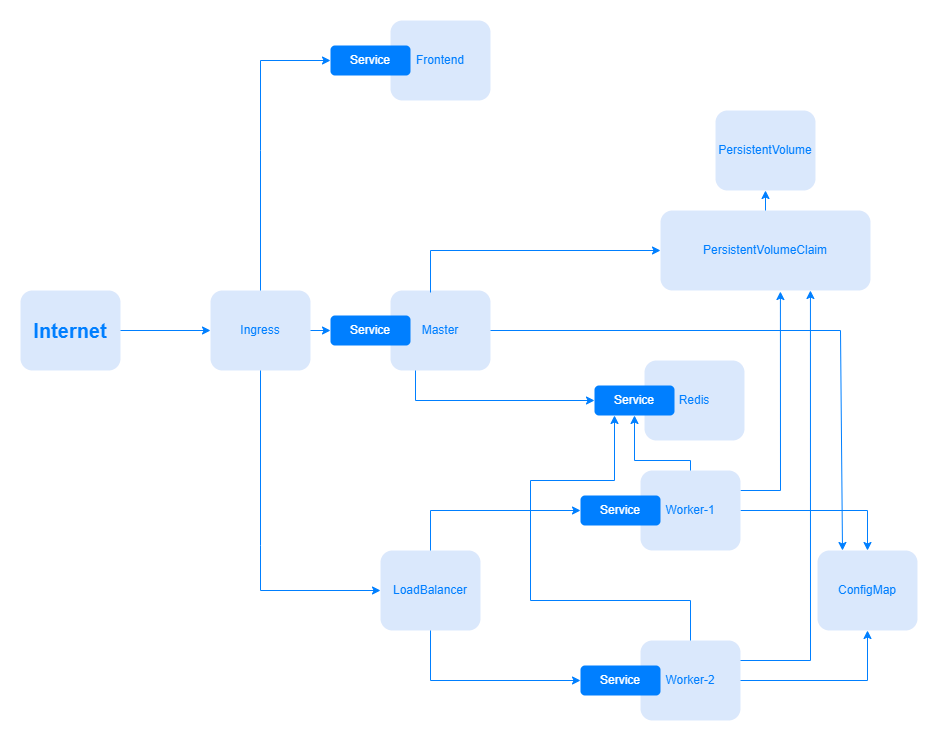 Service
Frontend
PersistentVolume
PersistentVolumeClaim
Internet
Ingress
Service
Master
Service
Redis
Service
Worker-1
LoadBalancer
ConfigMap
Service
Worker-2